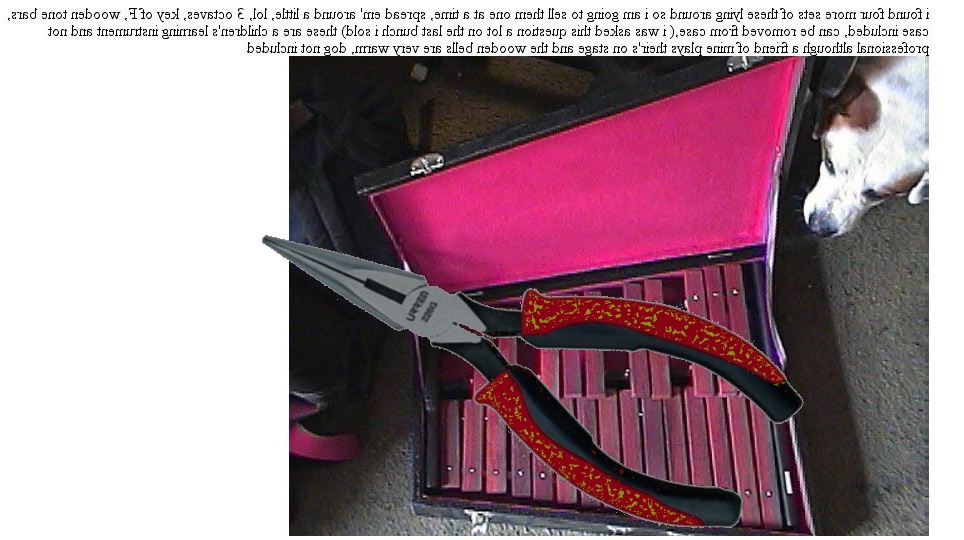 i found four more sets of these lying around so i am going to sell them one at a time, spread em' around a little, lol, 3 octaves, key of F, wooden tone bars,
case included, can be removed from case,( i was asked this question a lot on the last bunch i sold) these are a children's learning instrument and not
professional although a friend of mine plays their's on stage and the wooden bells are very warm, dog not included